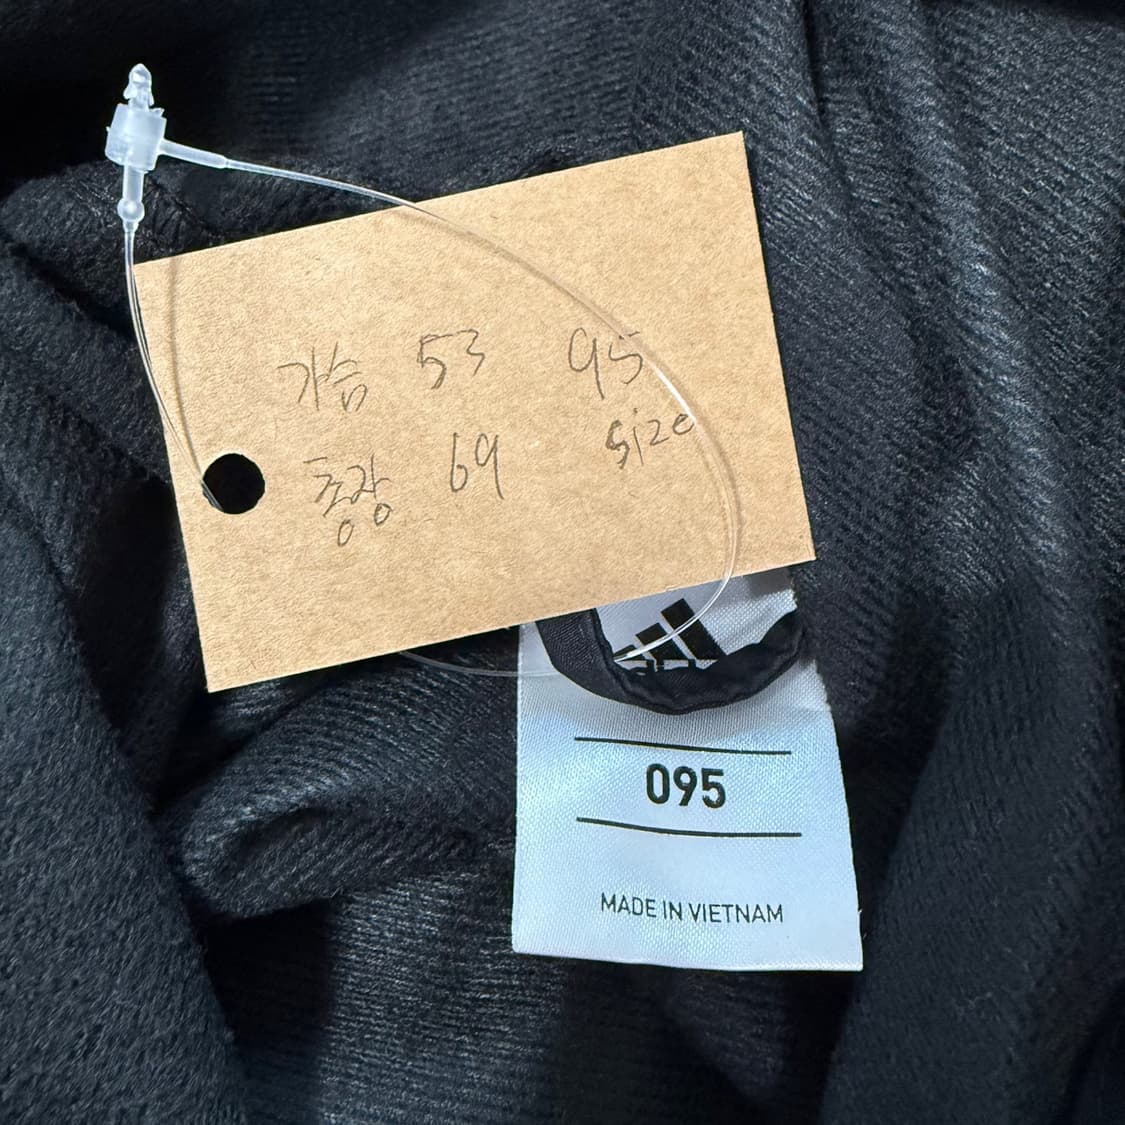 가슴 53 95
총장 69 size
095
MADE IN VIETNAM